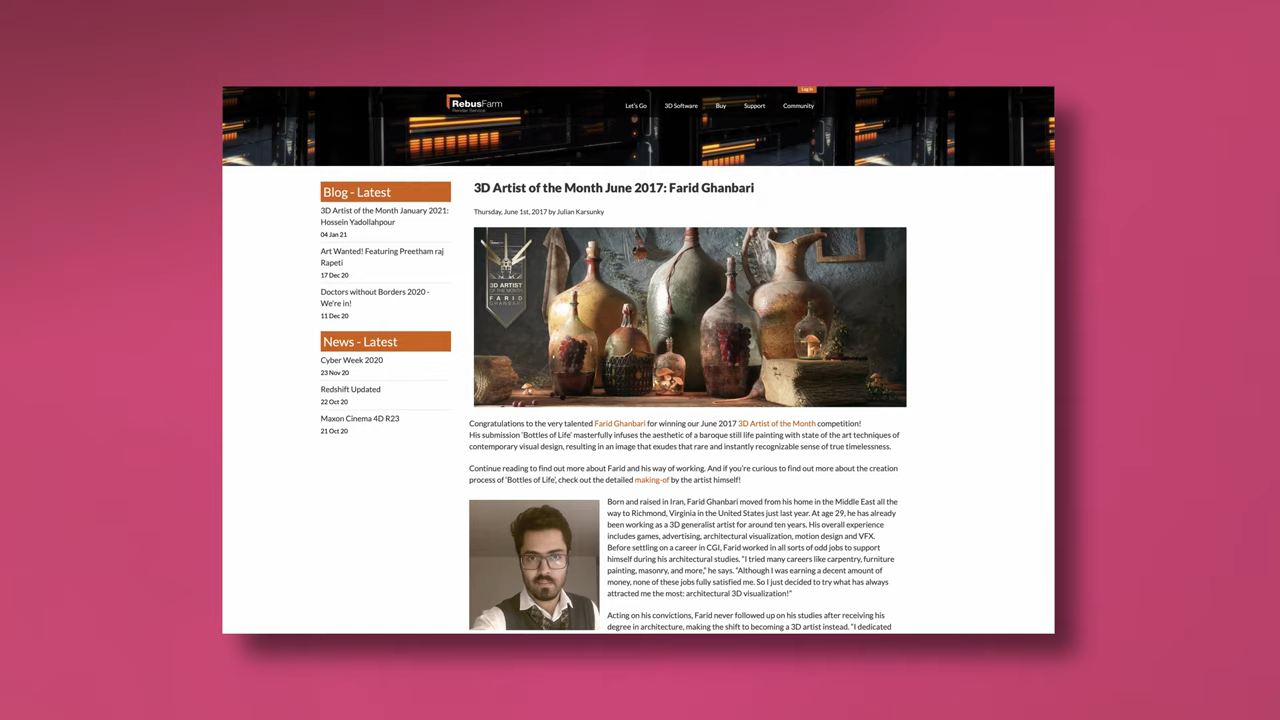 Log in
RebusFarm
Render Service
Let's Go
3D Software
Buy
Support
Community
Blog - Latest
3D Artist of the Month January 2021:
Hossein Yadollahpour
04 Jan 21
Art Wanted! Featuring Preetham raj
Rapeti
17 Dec 20
Doctors without Borders 2020 -
We're in!
11 Dec 20
News - Latest
Cyber Week 2020
23 Nov 20
Redshift Updated
22 Oct 20
Maxon Cinema 4D R23
21 Oct 20
3D Artist of the Month June 2017: Farid Ghanbari
Thursday, June 1st, 2017 by Julian Karsunky
3D ARTIST
OF THE MONTH
FARID
GHANBARI
Congratulations to the very talented Farid Ghanbari for winning our June 2017 3D Artist of the Month competition!
His submission 'Bottles of Life' masterfully infuses the aesthetic of a baroque still life painting with state of the art techniques of
contemporary visual design, resulting in an image that exudes that rare and instantly recognizable sense of true timelessness.
Continue reading to find out more about Farid and his way of working. And if you're curious to find out more about the creation
process of 'Bottles of Life', check out the detailed making-of by the artist himself!
Born and raised in Iran, Farid Ghanbari moved from his home in the Middle East all the
way to Richmond, Virginia in the United States just last year. At age 29, he has already
been working as a 3D generalist artist for around ten years. His overall experience
includes games, advertising, architectural visualization, motion design and VFX.
Before settling on a career in CGI, Farid worked in all sorts of odd jobs to support
himself during his architectural studies. "I tried many careers like carpentry, furniture
painting, masonry, and more," he says. "Although I was earning a decent amount of
money, none of these jobs fully satisfied me. So I just decided to try what has always
attracted me the most: architectural 3D visualization!"
Acting on his convictions, Farid never followed up on his studies after receiving his
degree in architecture, making the shift to becoming a 3D artist instead. "I dedicated